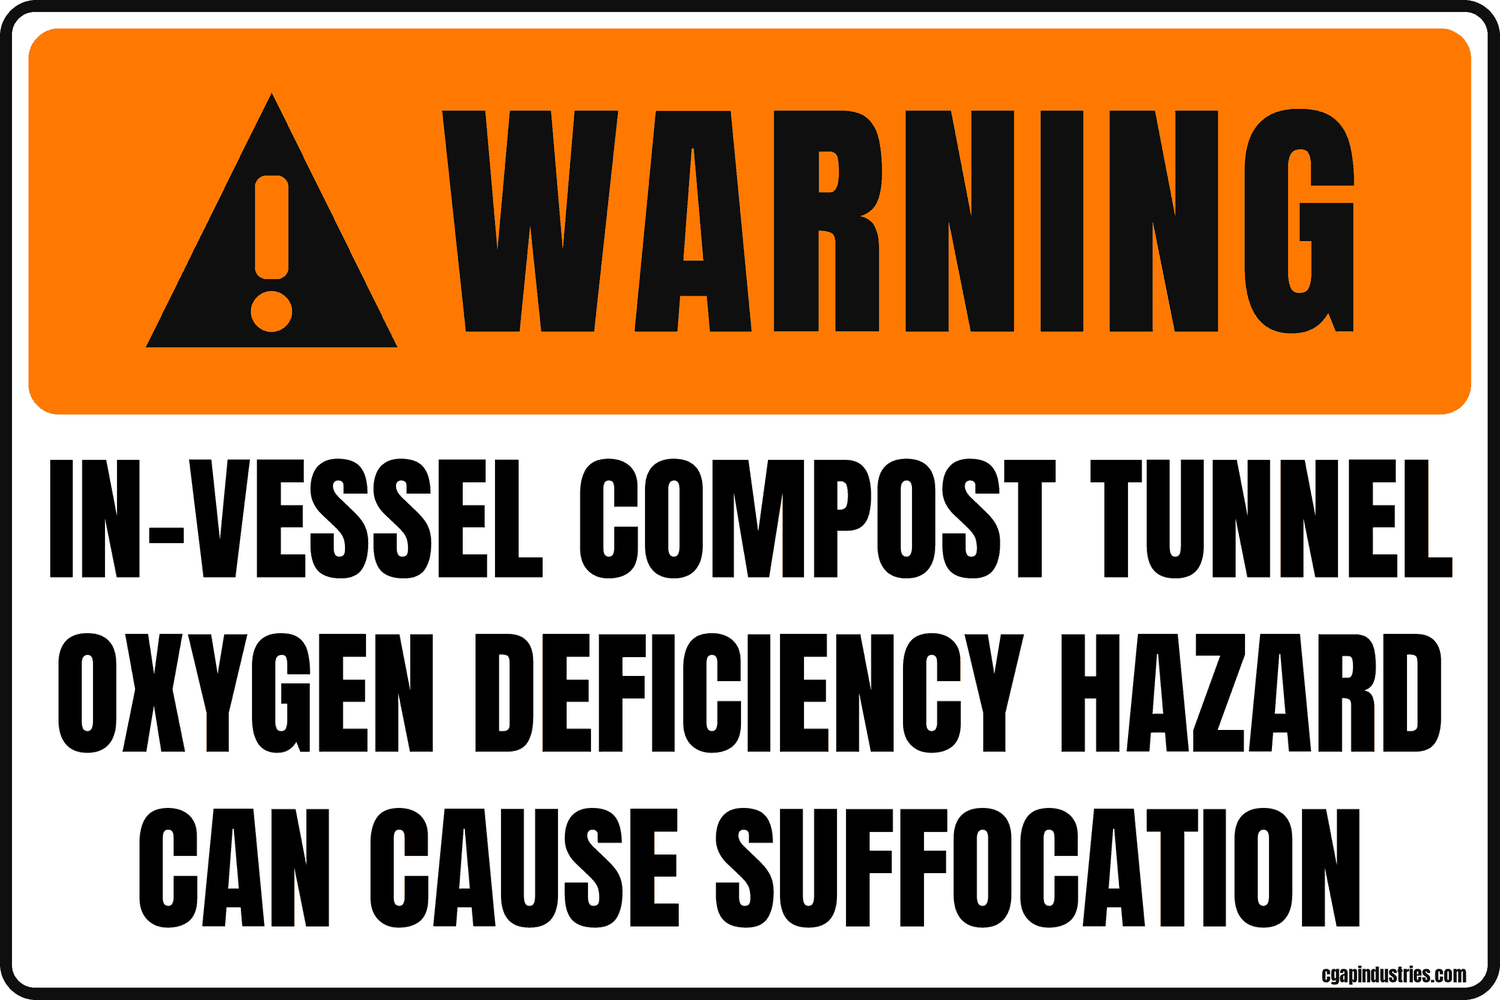 WARNING
IN-VESSEL COMPOST TUNNEL
OXYGEN DEFICIENCY HAZARD
CAN CAUSE SUFFOCATION
cgapindustries.com